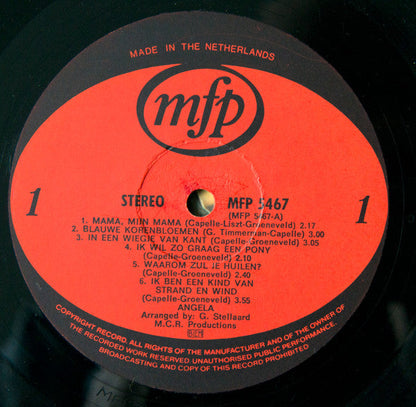 MADE IN THE NETHERLANDS
mfp
1
1
STEREO
MFP 5467
(MFP 5467-A)
1. MAMA, MIJN MAMA (Capelle-Liszt-Groeneveld) 2.17
2. BLAUWE KORENBLOEMEN (G. Timmerman-Capelle) 3.00
3. IN EEN WIEGJE VAN KANT (Capelle-Groeneveld) 3.05
4. IK WIL ZO GRAAG EEN PONY
(Capelle-Groeneveld) 2.10
5. WAAROM ZUL JE HUILEN?
(Capelle-Groeneveld) 2.40
6. IK BEN EEN KIND VAN
STRAND EN WIND
(Capelle-Groeneveld) 3.55
ANGELA
Arranged by: G. Stellaard
M.C.R. Productions
COPYRIGHT RECORD. ALL RIGHTS OF THE MANUFACTURER AND OF THE OWNER OF
THE RECORDED WORK RESERVED UNAUTHORISED PUBLIC PERFORMANCE.
BROADCASTING AND COPY OF THIS RECORD PROHIBITED